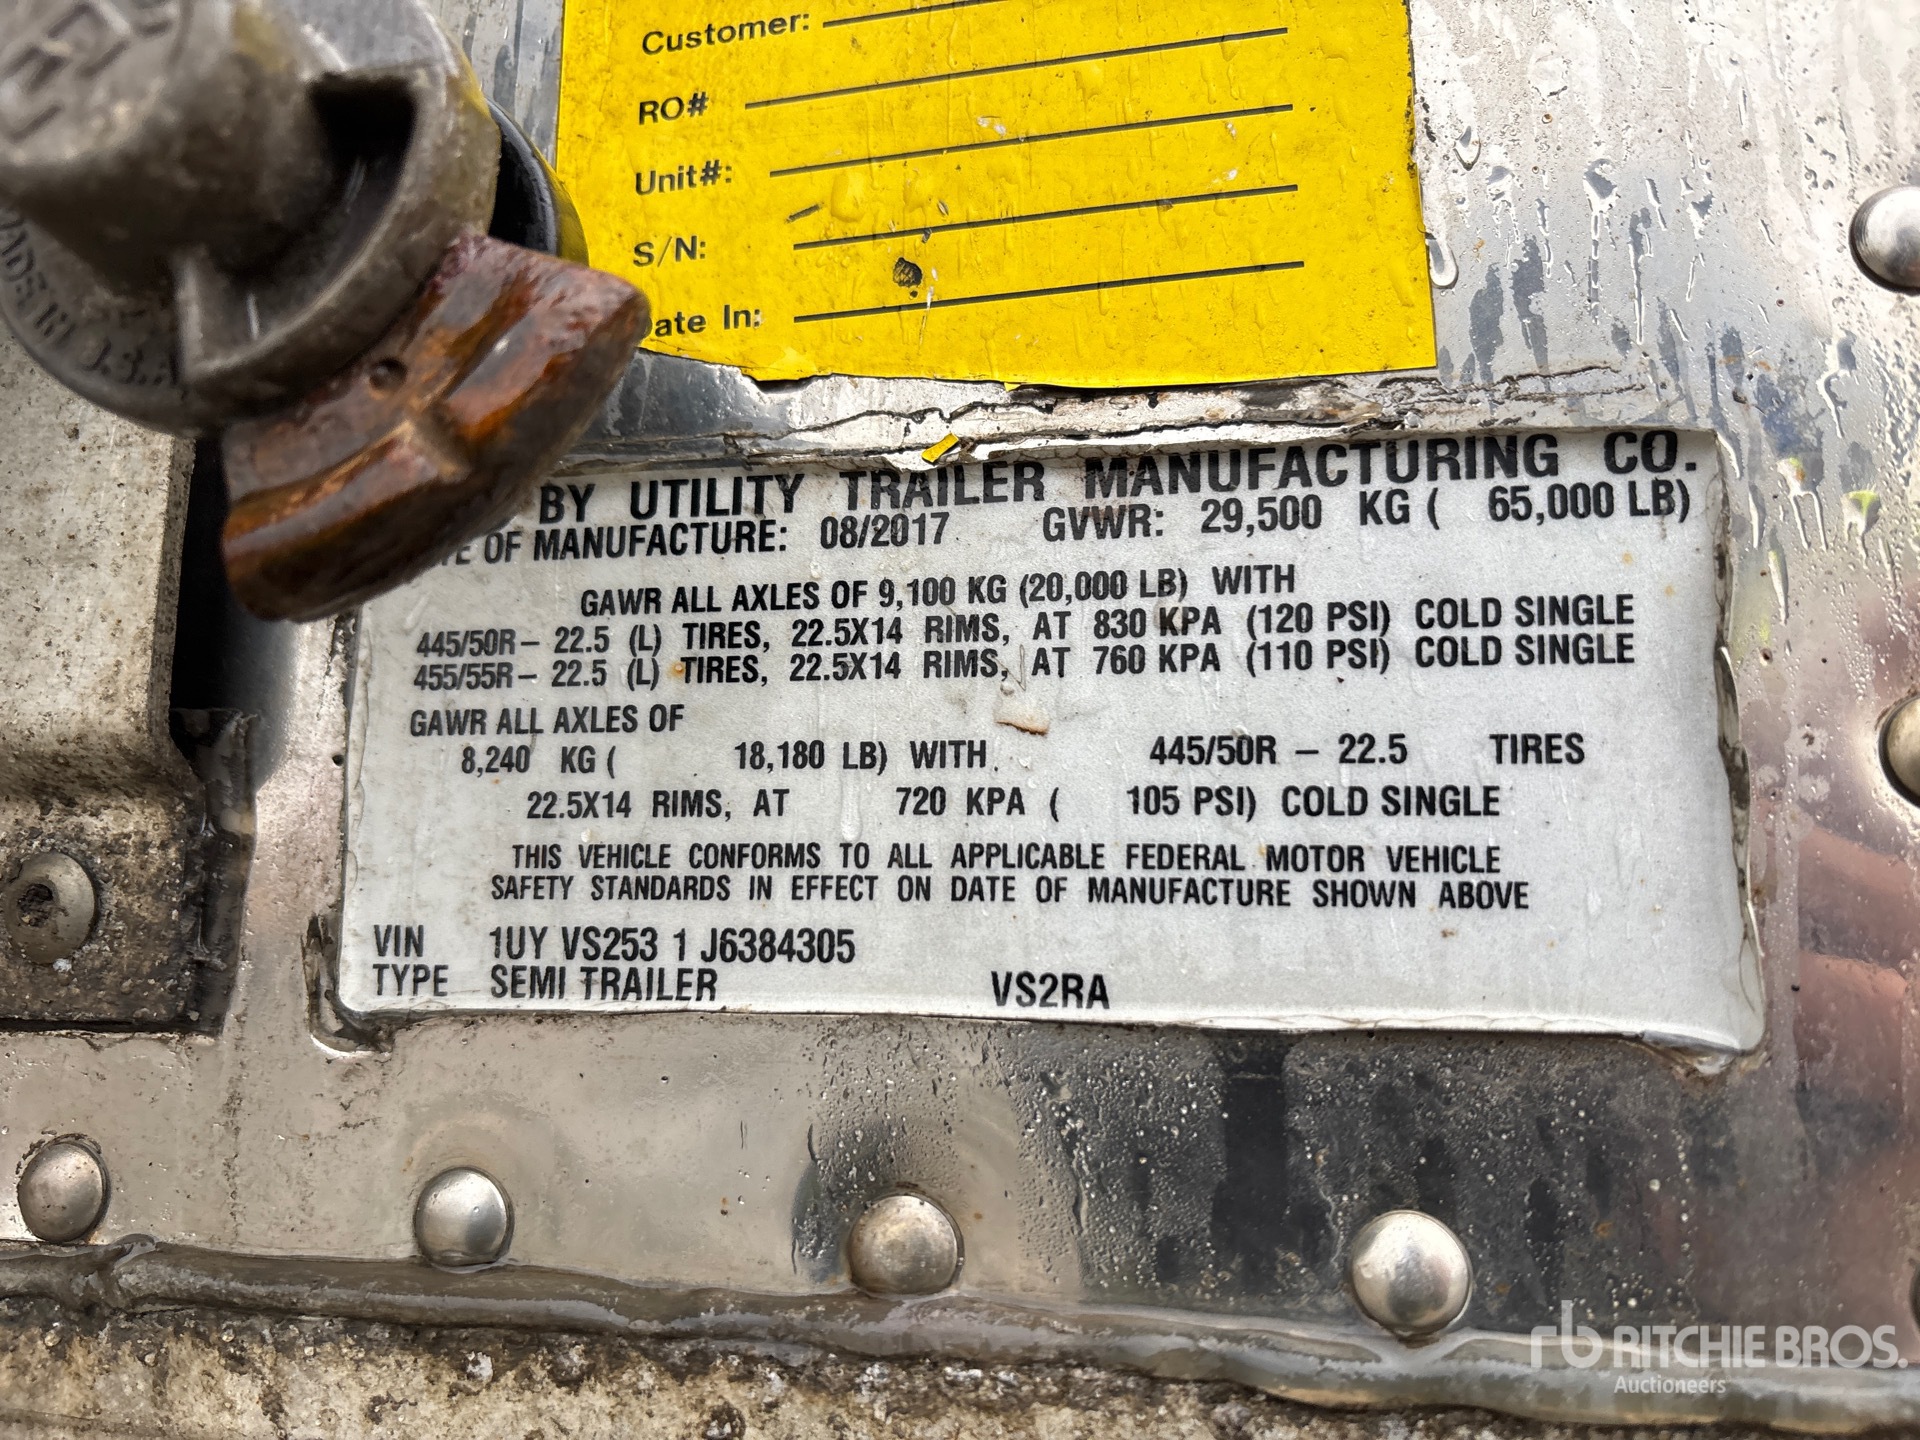 Customer:
RO#
Unit#:
S/N:
ate In:
MADE IN U.S.A
BY UTILITY TRAILER MANUFACTURING CO.
TE OF MANUFACTURE: 08/2017 GVWR: 29,500 KG ( 65,000 LB)
GAWR ALL AXLES OF 9,100 KG (20,000 LB) WITH
445/50R – 22.5 (L) TIRES, 22.5X14 RIMS, AT 830 KPA (120 PSI) COLD SINGLE
455/55R – 22.5 (L) TIRES, 22.5X14 RIMS, AT 760 KPA (110 PSI) COLD SINGLE
GAWR ALL AXLES OF
8,240 KG ( 18,180 LB) WITH 445/50R – 22.5 TIRES
22.5X14 RIMS, AT 720 KPA ( 105 PSI) COLD SINGLE
THIS VEHICLE CONFORMS TO ALL APPLICABLE FEDERAL MOTOR VEHICLE
SAFETY STANDARDS IN EFFECT ON DATE OF MANUFACTURE SHOWN ABOVE
VIN 1UY VS253 1 J6384305
TYPE SEMI TRAILER VS2RA
rb RITCHIE BROS.
Auctioneers